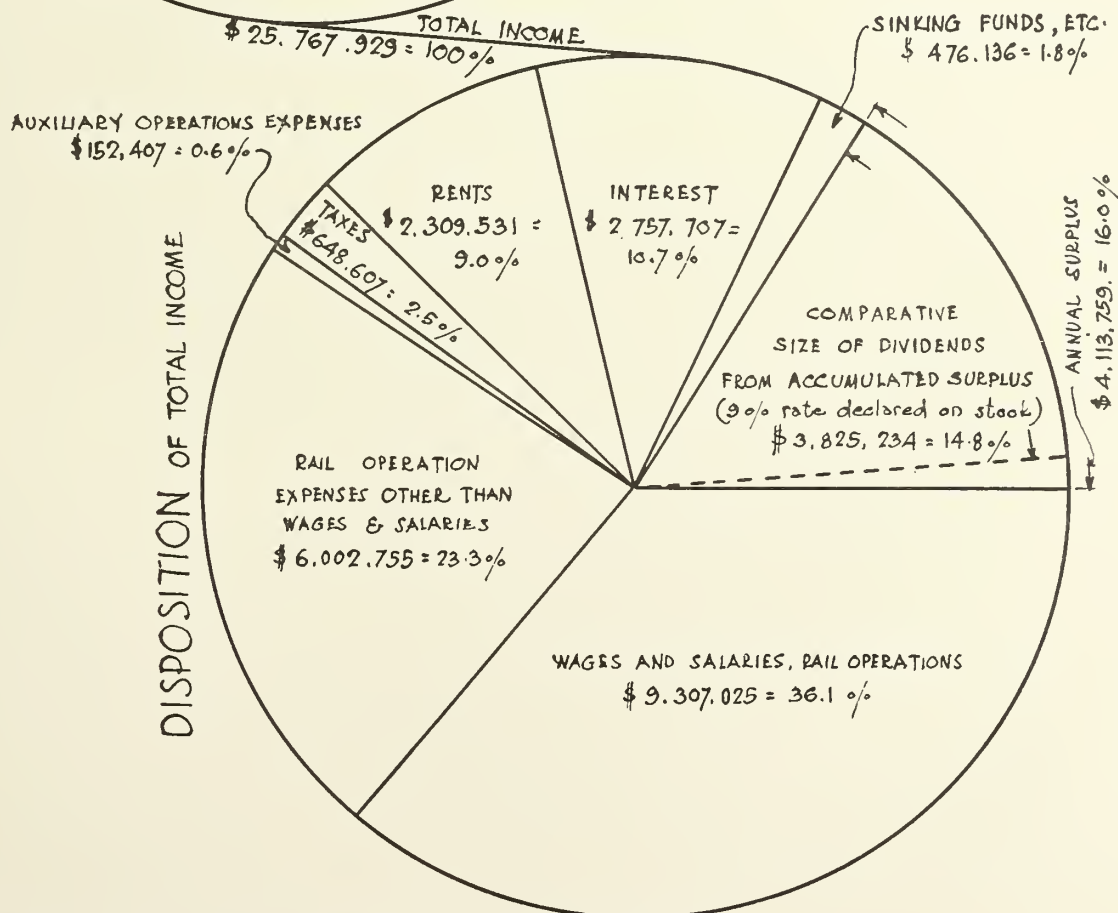 TOTAL INCOME
$ 25.767.929 = 100%
SINKING FUNDS, ETC.
$ 476.136 = 1.8%
AUXILIARY OPERATIONS EXPENSES
$152,407 = 0.6%
TAXES
$648.607 = 2.5%
RENTS
$ 2.309.531 =
9.0%
INTEREST
$ 2.757.707 =
10.7%
ANNUAL SURPLUS
$4,113,759. = 16.0%
COMPARATIVE
SIZE OF DIVIDENDS
FROM ACCUMULATED SURPLUS
(9% rate declared on stock)
$ 3,825,234 = 14.8%
DISPOSITION OF TOTAL INCOME
RAIL OPERATION
EXPENSES OTHER THAN
WAGES & SALARIES
$ 6.002.755 = 23.3%
WAGES AND SALARIES, RAIL OPERATIONS
$ 9.307.025 = 36.1 %